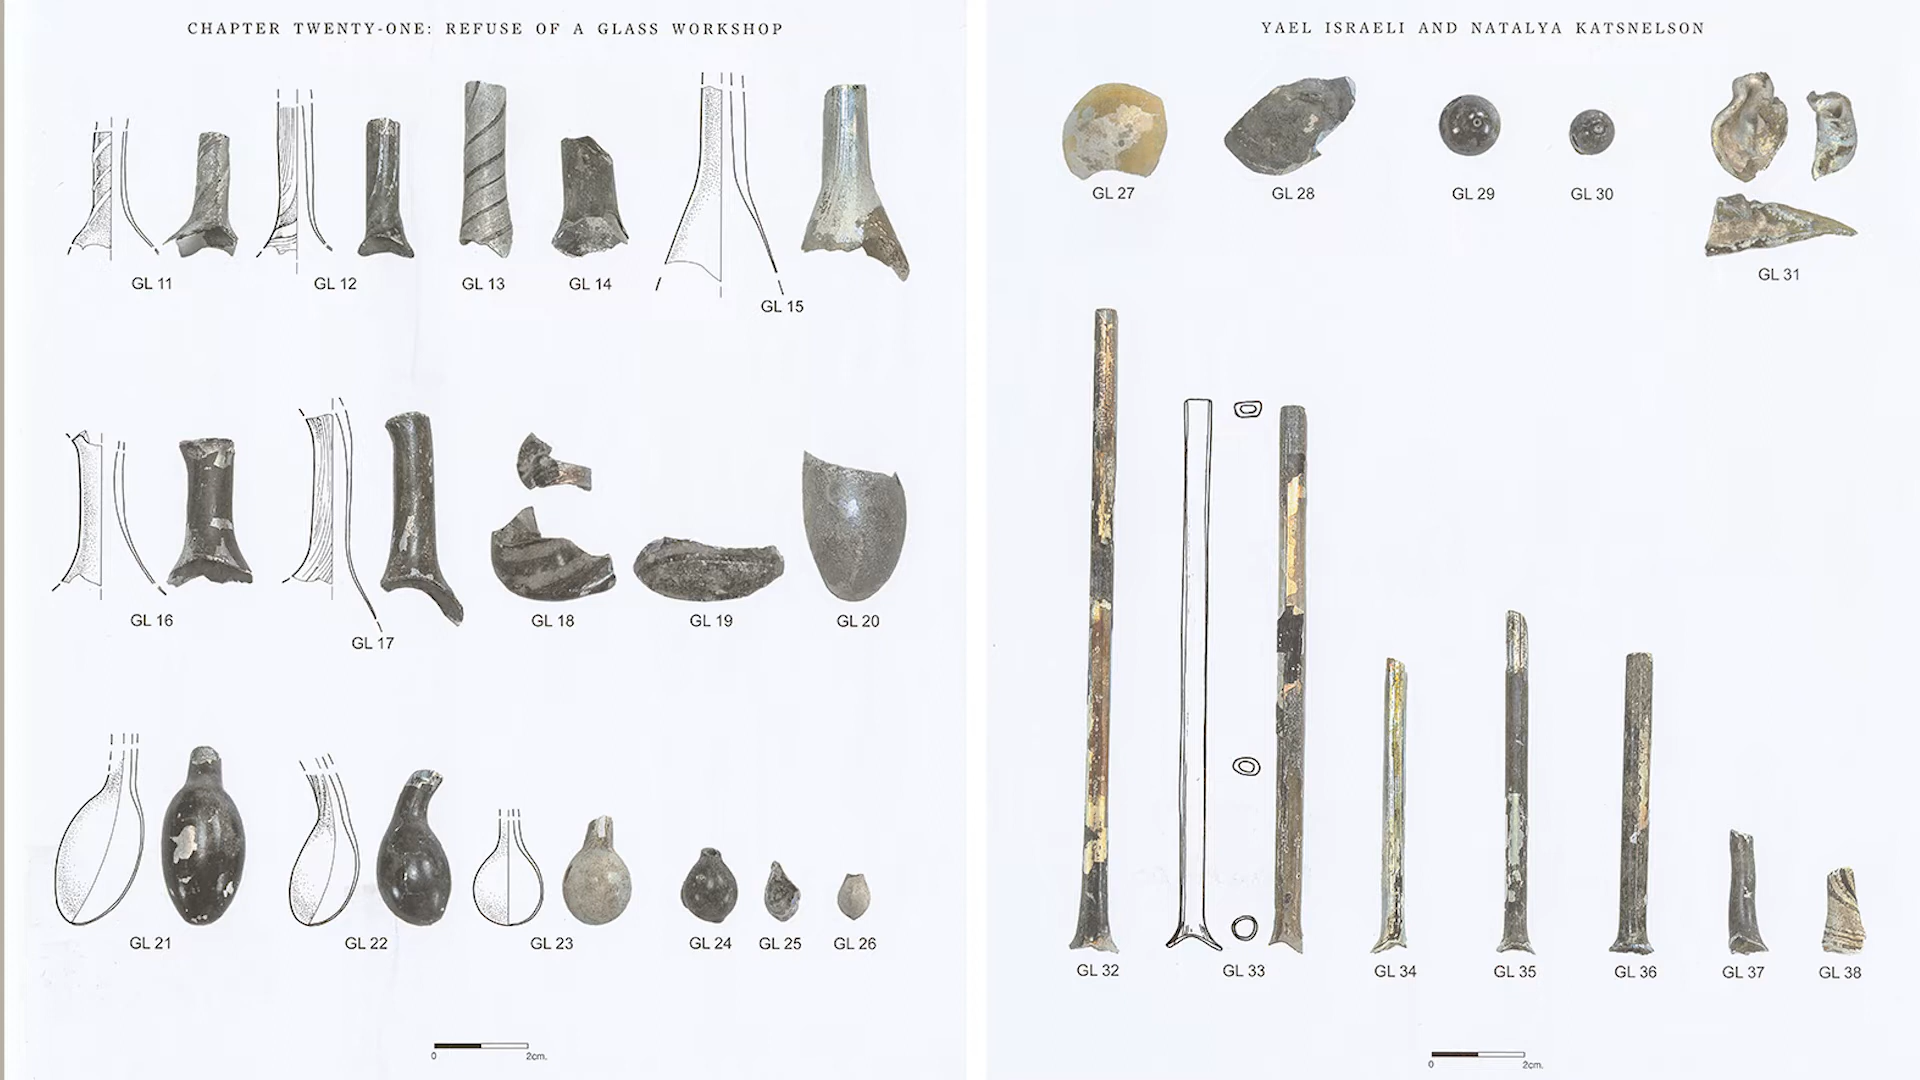 CHAPTER TWENTY-ONE: REFUSE OF A GLASS WORKSHOP
GL 11
GL 12
GL 13
GL 14
GL 15
GL 16
GL 17
GL 18
GL 19
GL 20
GL 21
GL 22
GL 23
GL 24
GL 25
GL 26
0 2cm.
YAEL ISRAELI AND NATALYA KATSNELSON
GL 27
GL 28
GL 29
GL 30
GL 31
GL 32
GL 33
GL 34
GL 35
GL 36
GL 37
GL 38
0 2cm.